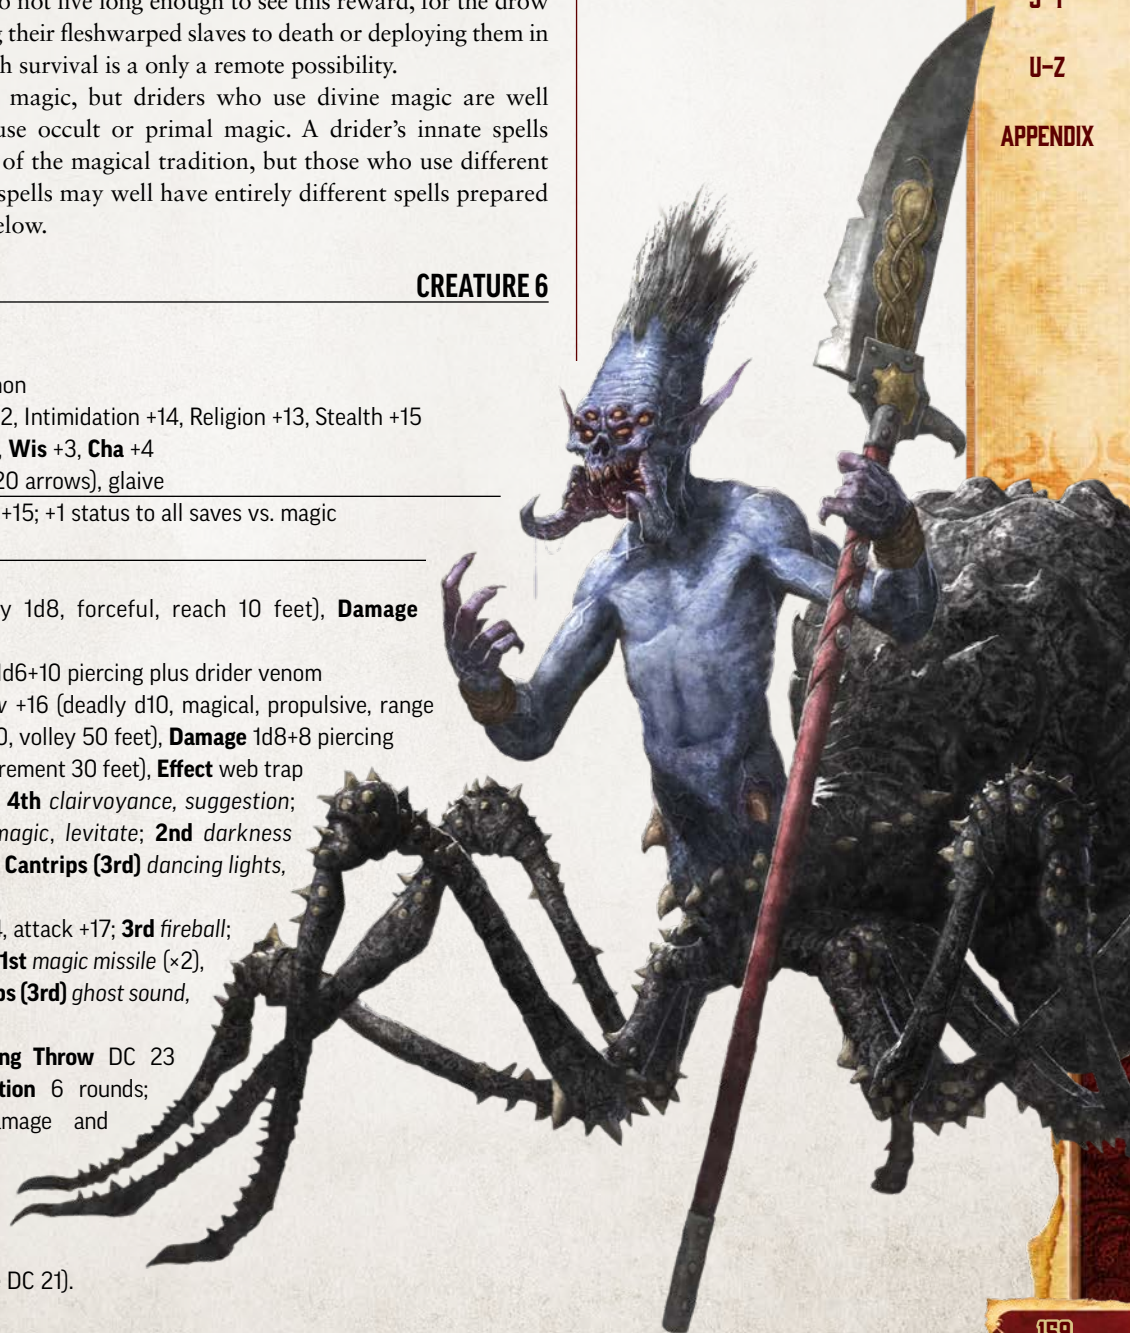 o not live long enough to see this reward, for the drow
g their fleshwarped slaves to death or deploying them in
h survival is a only a remote possibility.
magic, but driders who use divine magic are well
use occult or primal magic. A drider's innate spells
of the magical tradition, but those who use different
spells may well have entirely different spells prepared
elow.
CREATURE 6
non
2, Intimidation +14, Religion +13, Stealth +15
, Wis +3, Cha +4
20 arrows), glaive
+15; +1 status to all saves vs. magic
y 1d8, forceful, reach 10 feet), Damage
1d6+10 piercing plus drider venom
w +16 (deadly d10, magical, propulsive, range
0, volley 50 feet), Damage 1d8+8 piercing
rement 30 feet), Effect web trap
4th clairvoyance, suggestion;
magic, levitate; 2nd darkness
Cantrips (3rd) dancing lights,
4, attack +17; 3rd fireball;
1st magic missile (×2),
ps (3rd) ghost sound,
ng Throw DC 23
tion 6 rounds;
mage and
DC 21).
S–T
U–Z
APPENDIX
159